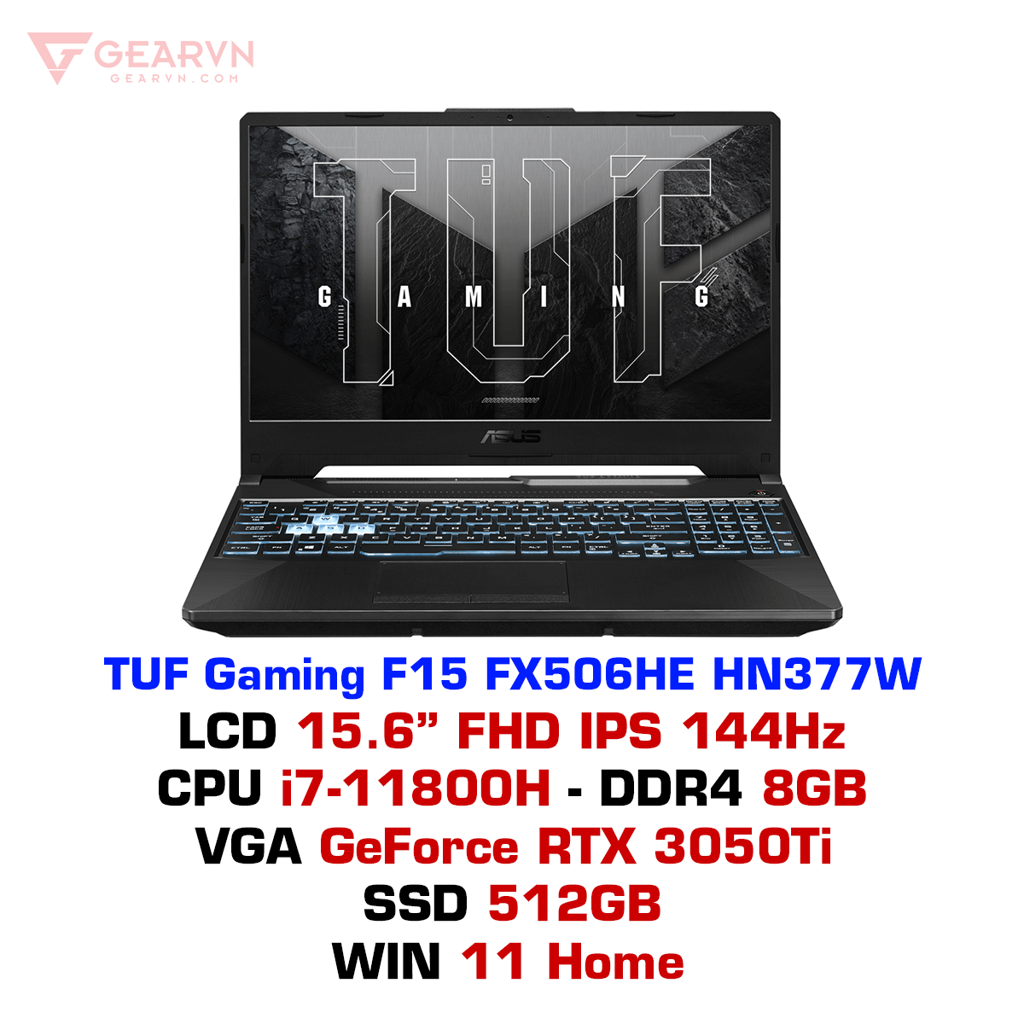 GEARVN
GEARVN.COM
TUF
GAMING
ASUS
TUF Gaming F15 FX506HE HN377W
LCD 15.6” FHD IPS 144Hz
CPU i7-11800H - DDR4 8GB
VGA GeForce RTX 3050Ti
SSD 512GB
WIN 11 Home